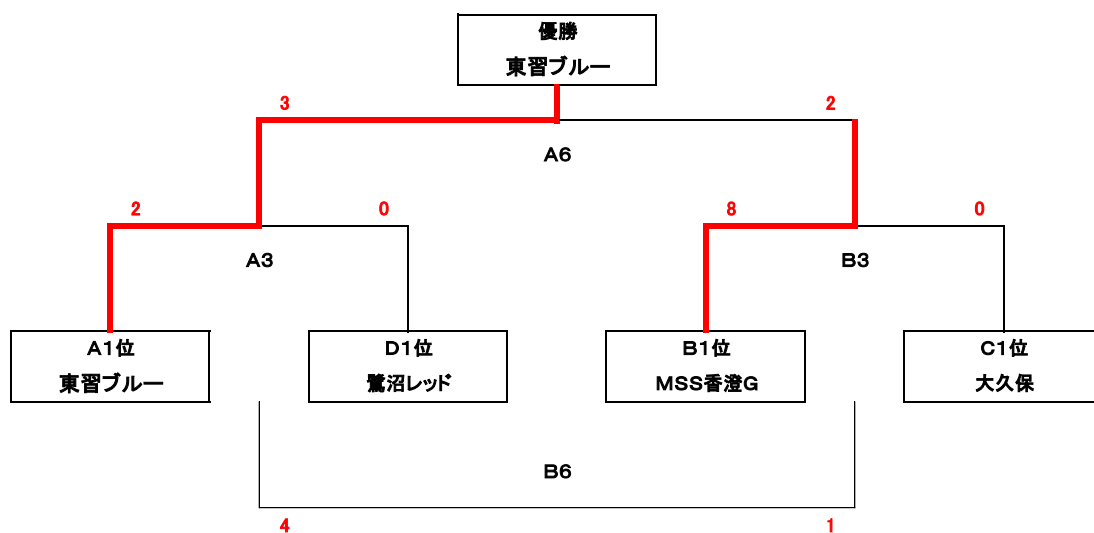 優勝
東習ブルー
3
2
A6
2
0
8
0
A3
B3
A1位
東習ブルー
D1位
鷺沼レッド
B1位
MSS香澄G
C1位
大久保
B6
4
1